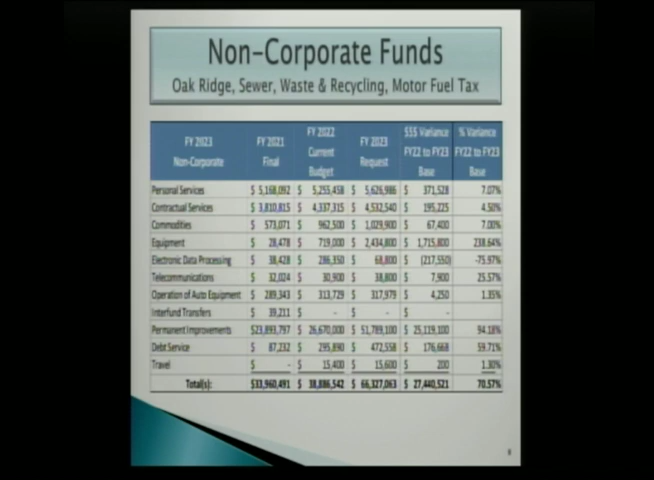 Non-Corporate Funds
Oak Ridge, Sewer, Waste & Recycling, Motor Fuel Tax
FY 2023 Non-Corporate FY 2021 Final FY 2022 Current Budget FY 2023 Request $$$ Variance FY22 to FY23 Base % Variance FY22 to FY23 Base
Personal Services $ 5,168,092 $ 5,255,458 $ 5,626,986 $ 371,528 7.07%
Contractual Services $ 3,810,815 $ 4,337,315 $ 4,532,540 $ 195,225 4.50%
Commodities $ 573,071 $ 962,500 $ 1,029,900 $ 67,400 7.00%
Equipment $ 28,478 $ 719,000 $ 2,434,800 $ 1,715,800 238.64%
Electronic Data Processing $ 38,428 $ 286,350 $ 68,800 $ (217,550) -75.97%
Telecommunications $ 32,024 $ 30,900 $ 38,800 $ 7,900 25.57%
Operation of Auto Equipment $ 289,343 $ 313,729 $ 317,979 $ 4,250 1.35%
Interfund Transfers $ 39,211 $ - $ - $ -
Permanent Improvements $23,893,797 $ 26,670,000 $ 51,789,100 $ 25,119,100 94.18%
Debt Service $ 87,232 $ 295,890 $ 472,558 $ 176,668 59.71%
Travel $ - $ 15,400 $ 15,600 $ 200 1.30%
Total(s): $33,960,491 $ 38,886,542 $ 66,327,063 $ 27,440,521 70.57%